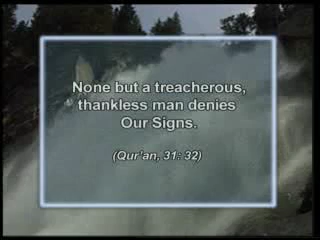 None but a treacherous,
thankless man denies
Our Signs.
(Qur'an, 31: 32)